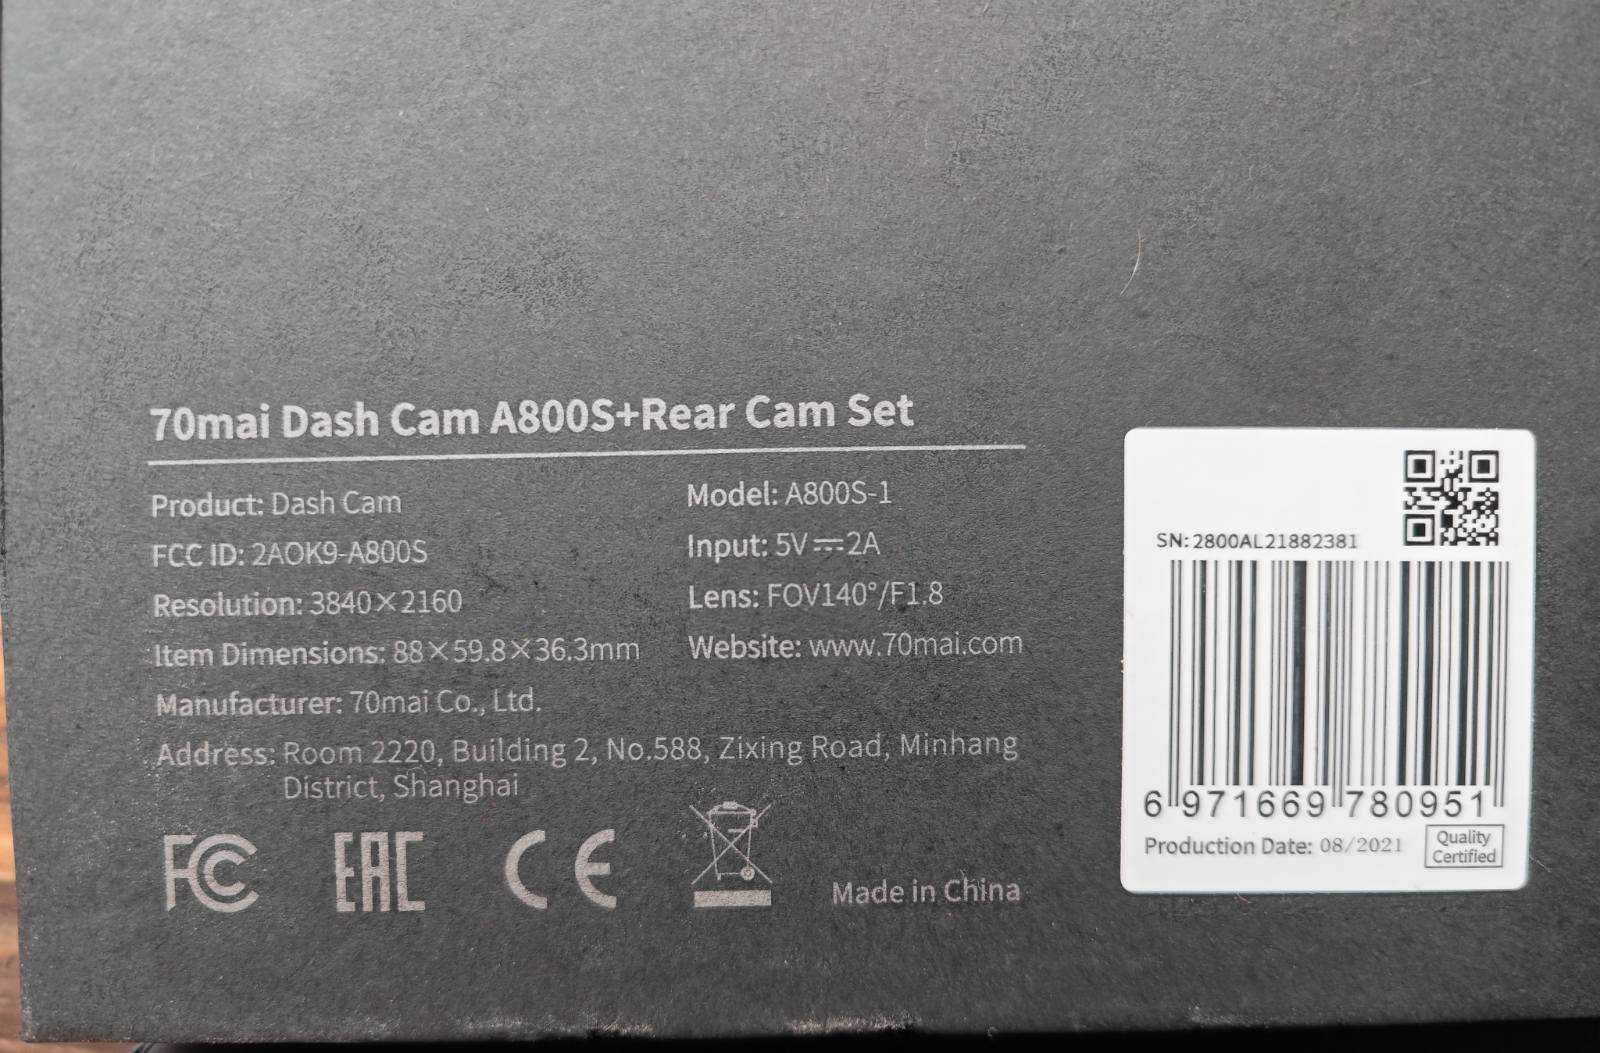 70mai Dash Cam A800S+Rear Cam Set
Product: Dash Cam
FCC ID: 2AOK9-A800S
Resolution: 3840×2160
Item Dimensions: 88×59.8×36.3mm
Manufacturer: 70mai Co., Ltd.
Address: Room 2220, Building 2, No.588, Zixing Road, Minhang
District, Shanghai
Model: A800S-1
Input: 5V⎓2A
Lens: FOV140°/F1.8
Website: www.70mai.com
FC
EAC
CE
Made in China
SN:2800AL21882381
6 971669 780951
Production Date: 08/2021
Quality
Certified